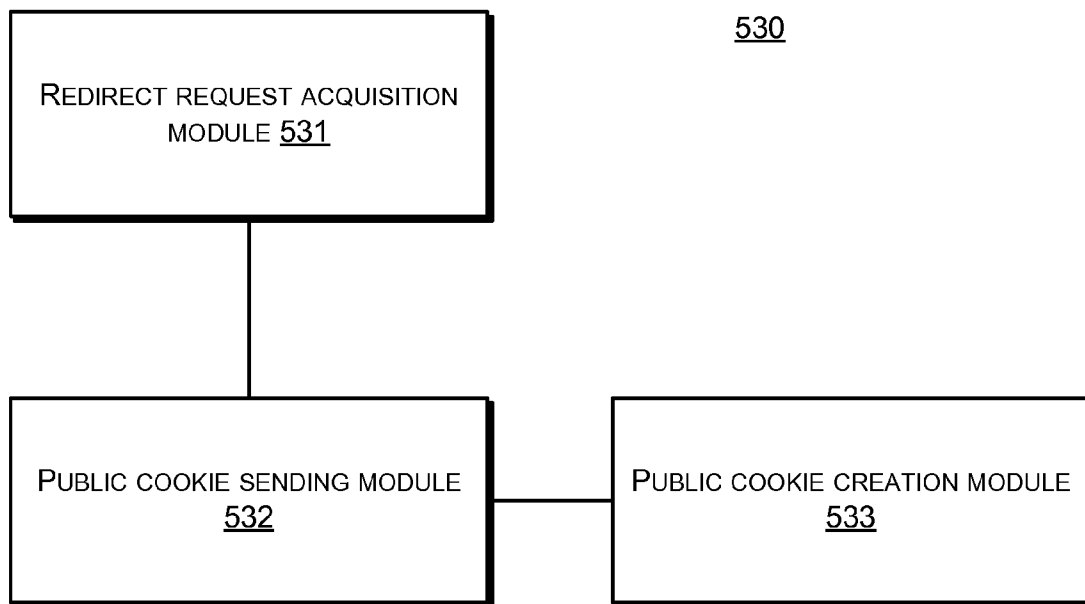 530
REDIRECT REQUEST ACQUISITION
MODULE 531
PUBLIC COOKIE SENDING MODULE
532
PUBLIC COOKIE CREATION MODULE
533